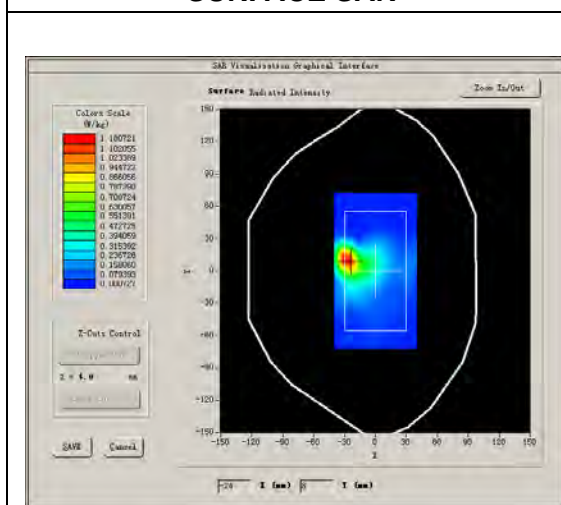 SURFACE SAR
SAR Visualisation Graphical Interface
Surface Radiated Intensity
Zoom In/Out
Colors Scale
(W/kg)
1.180721
1.102055
1.023389
0.944722
0.866056
0.787390
0.708724
0.630057
0.551391
0.472725
0.394059
0.315392
0.236726
0.158060
0.079393
0.000727
150
120
90
60
30
0
-30
-60
-90
-120
-150
Y
-150 -120 -90 -60 -30 0 30 60 90 120 150
X
Z-Cuts Control
Z = 4.0 mm
SAVE
Cancel
X (mm)
Y (mm)